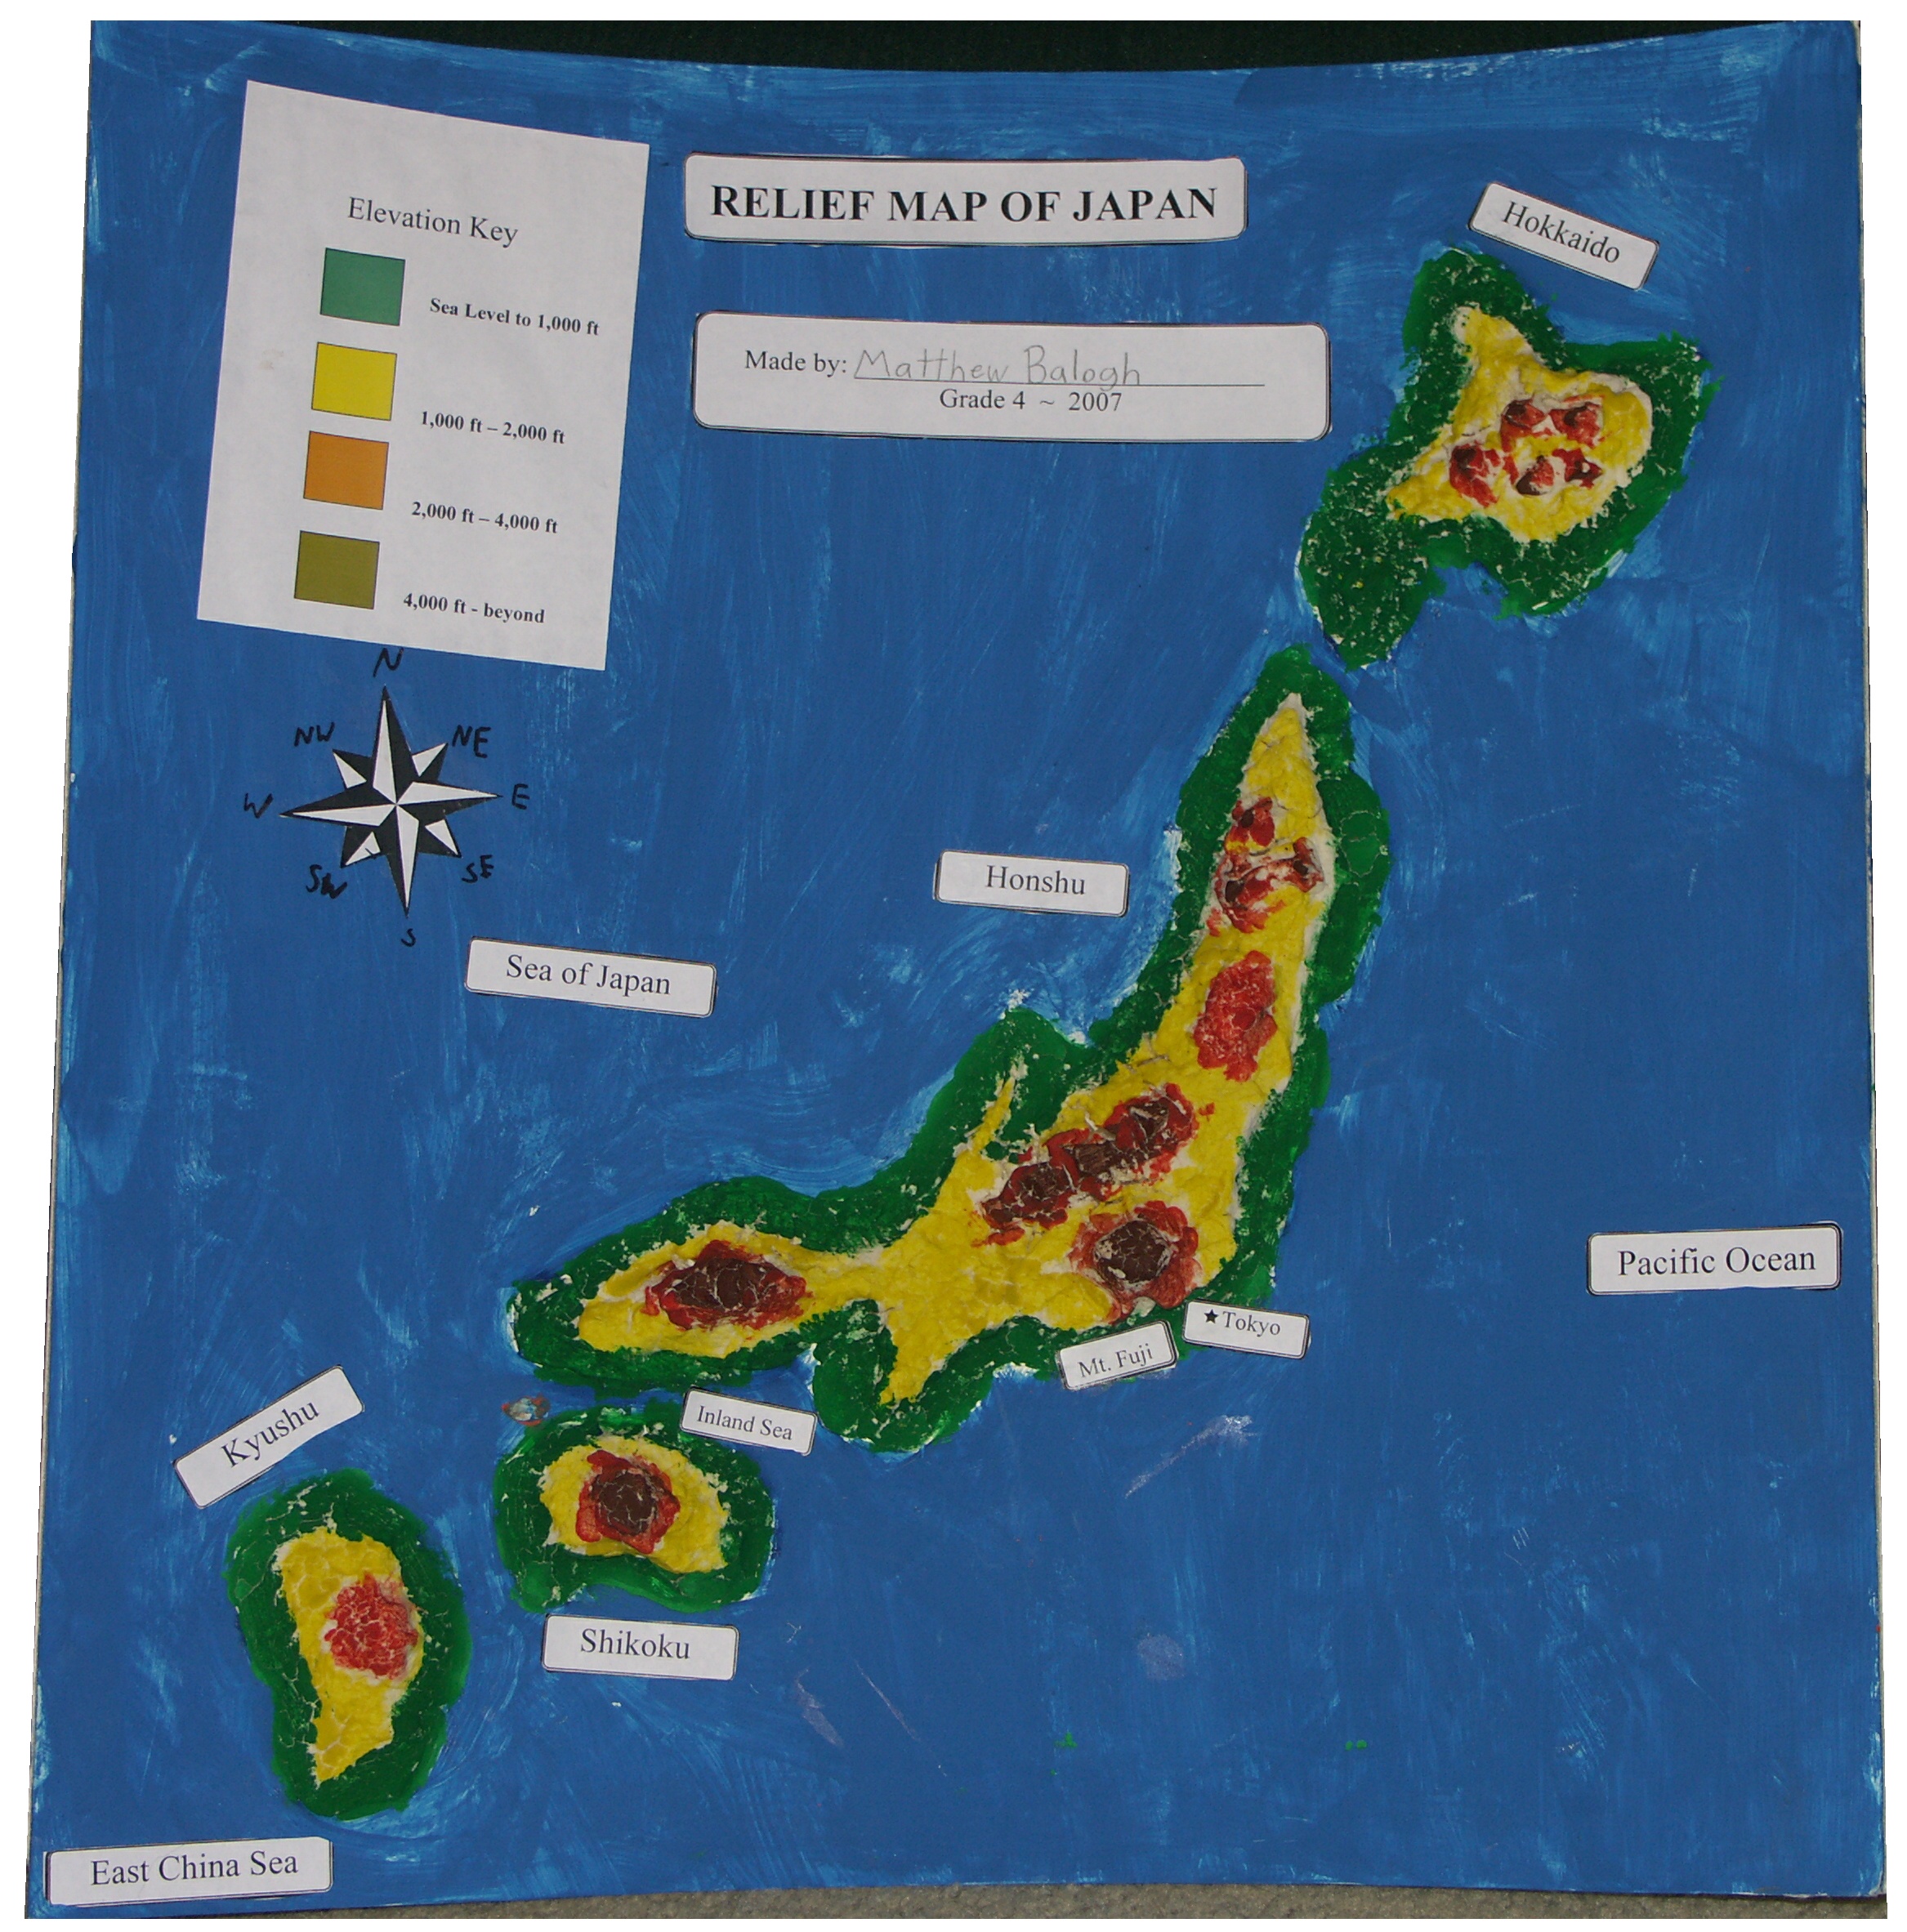 RELIEF MAP OF JAPAN
Made by: Matthew Balogh
Grade 4 ~ 2007
Elevation Key
Sea Level to 1,000 ft
1,000 ft – 2,000 ft
2,000 ft – 4,000 ft
4,000 ft - beyond
N
NW
NE
W
E
SW
SE
S
Hokkaido
Honshu
Sea of Japan
Pacific Ocean
★Tokyo
Mt. Fuji
Inland Sea
Kyushu
Shikoku
East China Sea